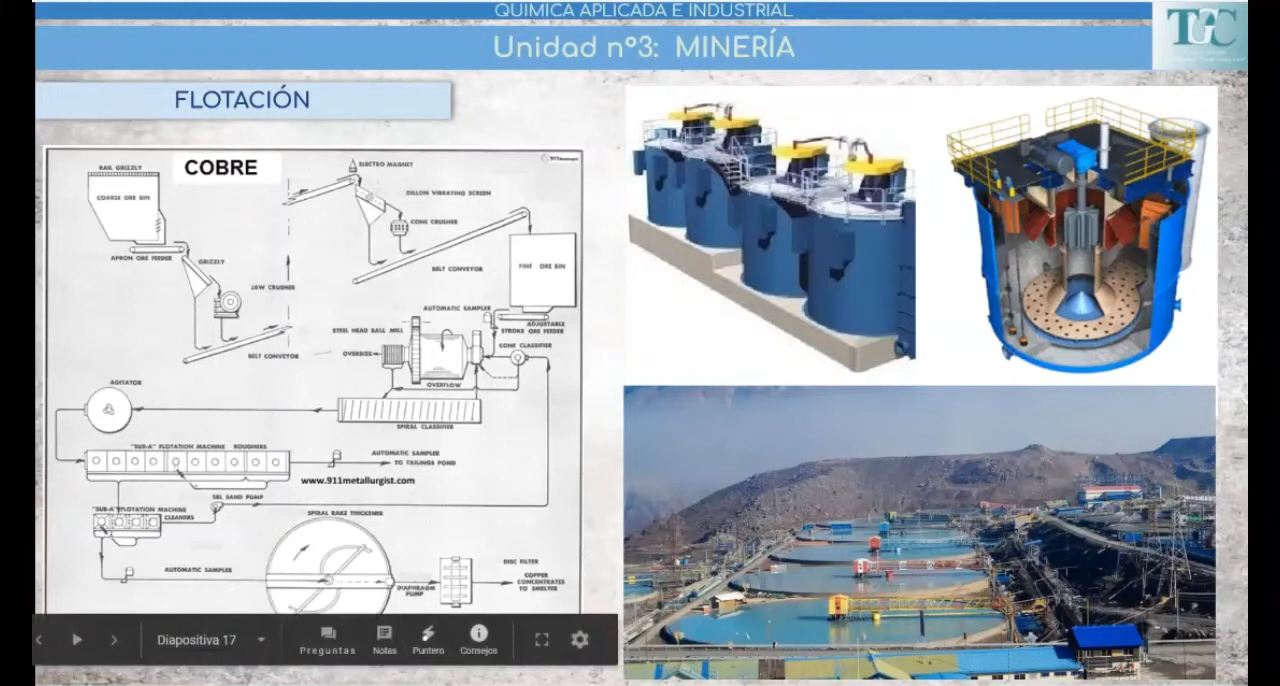 QUIMICA APLICADA E INDUSTRIAL
Unidad nº3: MINERÍA
TGC
FLOTACIÓN
COBRE
RAIL GRIZZLY
COARSE ORE BIN
APRON ORE FEEDER
GRIZZLY
JAW CRUSHER
BELT CONVEYOR
ELECTRO MAGNET
DILLON VIBRATING SCREEN
CONE CRUSHER
BELT CONVEYOR
FINE ORE BIN
AUTOMATIC SAMPLER
ADJUSTABLE
STROKE ORE FEEDER
STEEL HEAD BALL MILL
CONE CLASSIFIER
OVERSIZE
OVERFLOW
SPIRAL CLASSIFIER
AGITATOR
"SUB-A" FLOTATION MACHINE ROUGHERS
AUTOMATIC SAMPLER
TO TAILINGS POND
www.911metallurgist.com
SRL SAND PUMP
"SUB-A" FLOTATION MACHINE
CLEANERS
SPIRAL RAKE THICKENER
AUTOMATIC SAMPLER
DIAPHRAGM
PUMP
DISC FILTER
COPPER
CONCENTRATES
TO SMELTER
Diapositiva 17
Preguntas
Notas
Puntero
Consejos